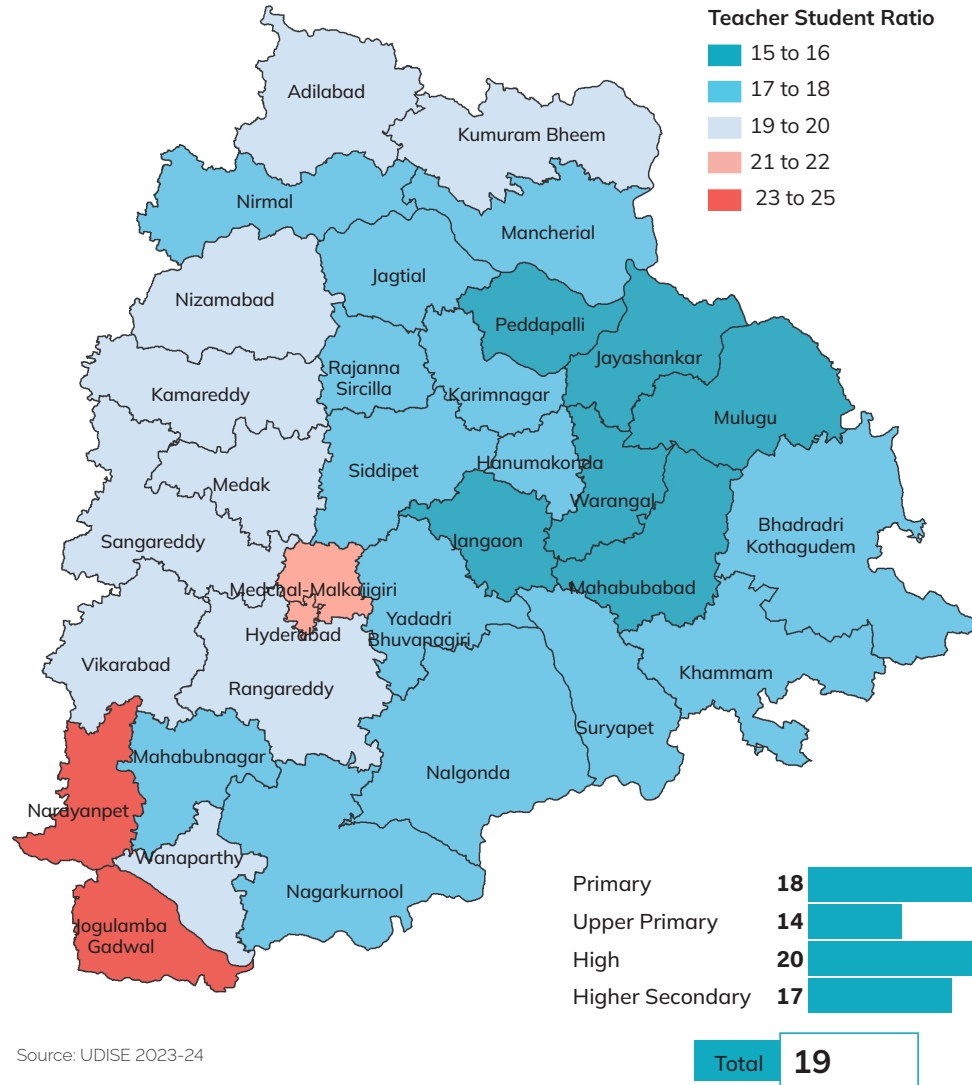 Teacher Student Ratio
15 to 16
17 to 18
19 to 20
21 to 22
23 to 25
Adilabad
Kumuram Bheem
Nirmal
Mancherial
Jagtial
Nizamabad
Peddapalli
Jayashankar
Rajanna
Sircilla
Kamareddy
Karimnagar
Mulugu
Hanumakonda
Siddipet
Medak
Warangal
Bhadradri
Kothagudem
Sangareddy
Jangaon
Medchal-Malkajigiri
Mahabubabad
Yadadri
Bhuvanagiri
Hyderabad
Vikarabad
Khammam
Rangareddy
Suryapet
Mahabubnagar
Nalgonda
Narayanpet
Wanaparthy
Nagarkurnool
Jogulamba
Gadwal
Primary 18
Upper Primary 14
High 20
Higher Secondary 17
Total 19
Source: UDISE 2023-24